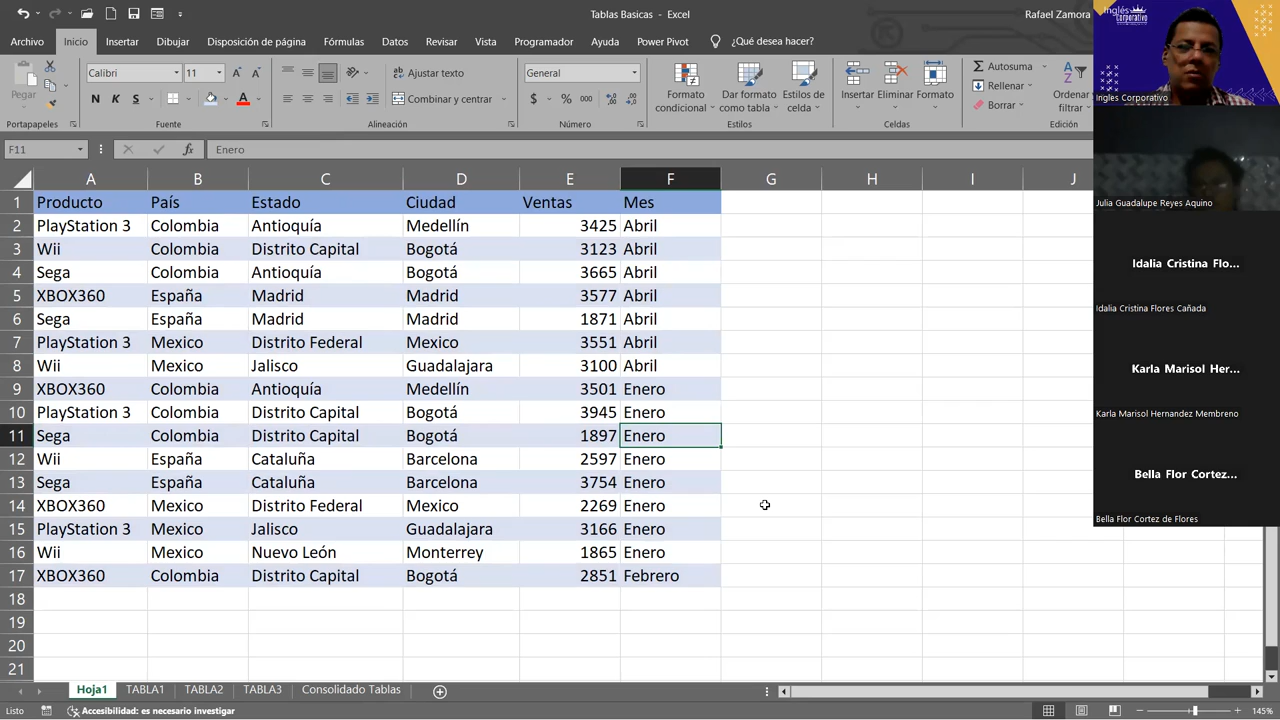 Tablas Basicas - Excel
Rafael Zamora
Archivo Inicio Insertar Dibujar Disposición de página Fórmulas Datos Revisar Vista Programador Ayuda Power Pivot ¿Qué desea hacer?
Pegar
Calibri 11
N K S
Ajustar texto
Combinar y centrar
General
$ % 000
Formato condicional
Dar formato como tabla
Estilos de celda
Insertar Eliminar Formato
Autosuma
Rellenar
Borrar
Ordenar
filtrar
Portapapeles Fuente Alineación Número Estilos Celdas Edición
F11 fx Enero
A B C D E F G H I J
1 Producto País Estado Ciudad Ventas Mes
2 PlayStation 3 Colombia Antioquía Medellín 3425 Abril
3 Wii Colombia Distrito Capital Bogotá 3123 Abril
4 Sega Colombia Antioquía Bogotá 3665 Abril
5 XBOX360 España Madrid Madrid 3577 Abril
6 Sega España Madrid Madrid 1871 Abril
7 PlayStation 3 Mexico Distrito Federal Mexico 3551 Abril
8 Wii Mexico Jalisco Guadalajara 3100 Abril
9 XBOX360 Colombia Antioquía Medellín 3501 Enero
10 PlayStation 3 Colombia Distrito Capital Bogotá 3945 Enero
11 Sega Colombia Distrito Capital Bogotá 1897 Enero
12 Wii España Cataluña Barcelona 2597 Enero
13 Sega España Cataluña Barcelona 3754 Enero
14 XBOX360 Mexico Distrito Federal Mexico 2269 Enero
15 PlayStation 3 Mexico Jalisco Guadalajara 3166 Enero
16 Wii Mexico Nuevo León Monterrey 1865 Enero
17 XBOX360 Colombia Distrito Capital Bogotá 2851 Febrero
18
19
20
21
Hoja1 TABLA1 TABLA2 TABLA3 Consolidado Tablas
Listo Accesibilidad: es necesario investigar 145%
Inglés
Corporativo
Ingles Corporativo
Julia Guadalupe Reyes Aquino
Idalia Cristina Flo...
Idalia Cristina Flores Cañada
Karla Marisol Her...
Karla Marisol Hernandez Membreno
Bella Flor Cortez...
Bella Flor Cortez de Flores